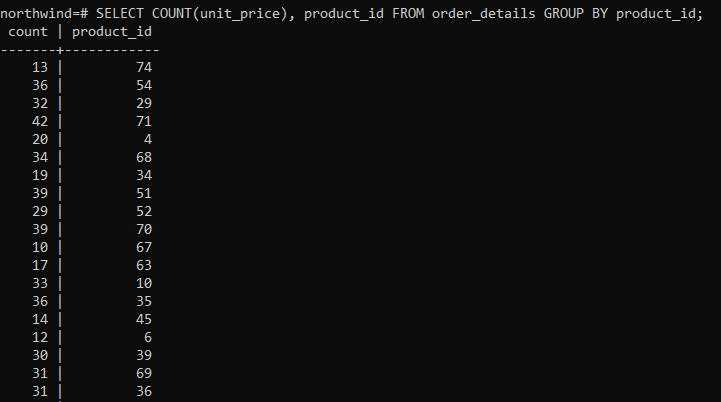 northwind=# SELECT COUNT(unit_price), product_id FROM order_details GROUP BY product_id;
 count | product_id
-------+------------
    13 |         74
    36 |         54
    32 |         29
    42 |         71
    20 |          4
    34 |         68
    19 |         34
    39 |         51
    29 |         52
    39 |         70
    10 |         67
    17 |         63
    33 |         10
    36 |         35
    14 |         45
    12 |          6
    30 |         39
    31 |         69
    31 |         36